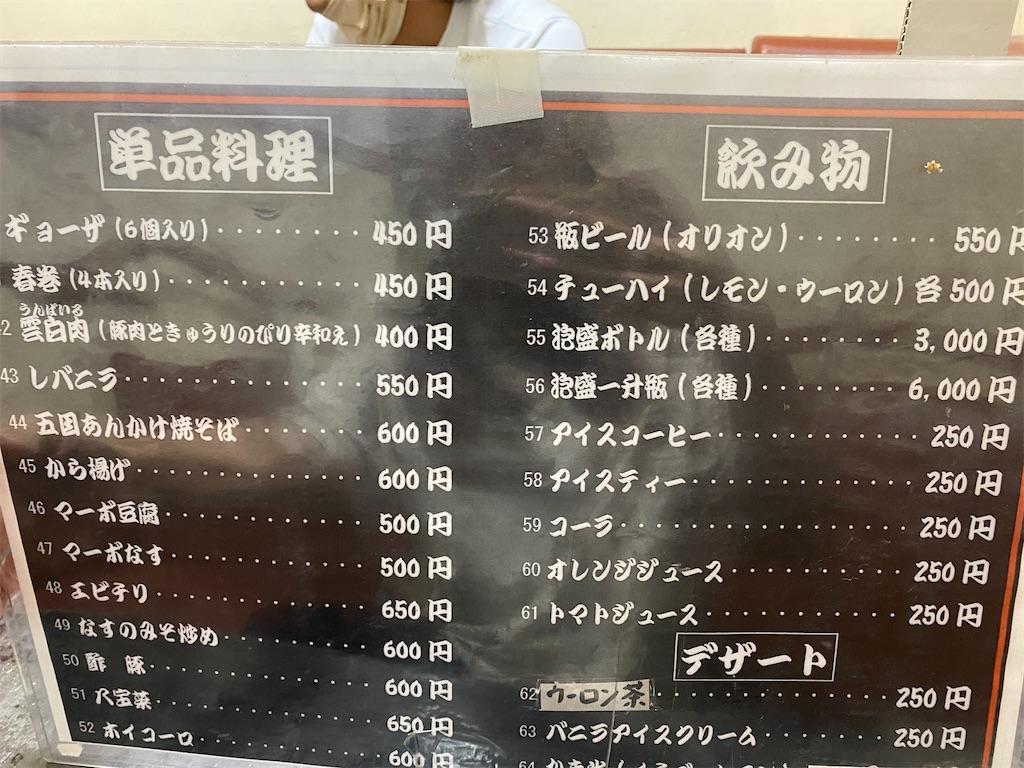 単品料理
ギョーザ（6個入り）・・・・・・・・・450円
春巻（4本入り）・・・・・・・・・・・450円
うんぱいる
2 雲白肉（豚肉ときゅうりのぴり辛和え）400円
43 レバニラ・・・・・・・・・・・・・・550円
44 五目あんかけ焼そば・・・・・・・・600円
45 から揚げ・・・・・・・・・・・・・・600円
46 マーボ豆腐・・・・・・・・・・・・・500円
47 マーボなす・・・・・・・・・・・・・500円
48 エビチリ・・・・・・・・・・・・・・650円
49 なすのみそ炒め・・・・・・・・・・600円
50 酢　豚・・・・・・・・・・・・・・・600円
51 八宝菜・・・・・・・・・・・・・・・650円
52 ホイコーロ・・・・・・・・・・・・・600円
飲み物
53 瓶ビール（オリオン）・・・・・・・・550円
54 チューハイ（レモン・ウーロン）各500円
55 泡盛ボトル（各種）・・・・・・・・3,000円
56 泡盛一升瓶（各種）・・・・・・・・6,000円
57 アイスコーヒー・・・・・・・・・・・250円
58 アイスティー・・・・・・・・・・・・250円
59 コーラ・・・・・・・・・・・・・・・250円
60 オレンジジュース・・・・・・・・・・250円
61 トマトジュース・・・・・・・・・・・250円
デザート
62 ウーロン茶・・・・・・・・・・・・・250円
63 バニラアイスクリーム・・・・・・・・250円
64